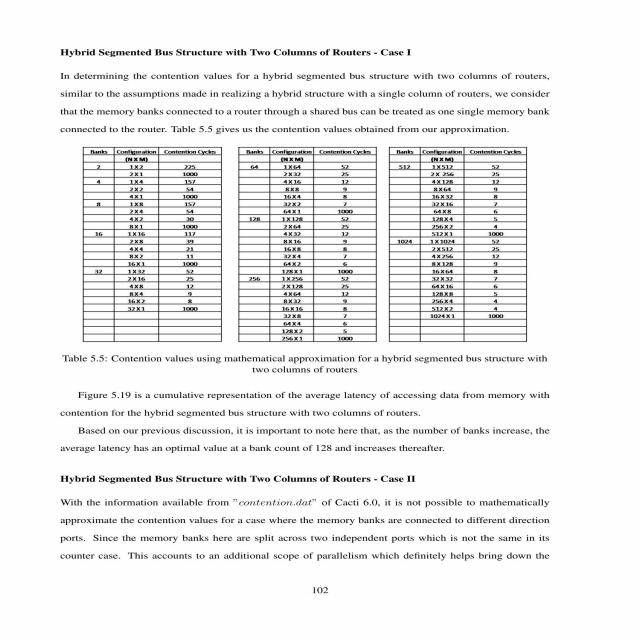 Hybrid Segmented Bus Structure with Two Columns of Routers - Case I
In determining the contention values for a hybrid segmented bus structure with two columns of routers,
similar to the assumptions made in realizing a hybrid structure with a single column of routers, we consider
that the memory banks connected to a router through a shared bus can be treated as one single memory bank
connected to the router. Table 5.5 gives us the contention values obtained from our approximation.
Banks Configuration Contention Cycles
(N X M)
2 1 X 2 225
2 X 1 1000
4 1 X 4 157
2 X 2 54
4 X 1 1000
8 1 X 8 157
2 X 4 54
4 X 2 30
8 X 1 1000
16 1 X 16 117
2 X 8 39
4 X 4 21
8 X 2 11
16 X 1 1000
32 1 X 32 52
2 X 16 25
4 X 8 12
8 X 4 9
16 X 2 8
32 X 1 1000
Banks Configuration Contention Cycles
(N X M)
64 1 X 64 52
2 X 32 25
4 X 16 12
8 X 8 9
16 X 4 8
32 X 2 7
64 X 1 1000
128 1 X 128 52
2 X 64 25
4 X 32 12
8 X 16 9
16 X 8 8
32 X 4 7
64 X 2 6
128 X 1 1000
256 1 X 256 52
2 X 128 25
4 X 64 12
8 X 32 9
16 X 16 8
32 X 8 7
64 X 4 6
128 X 2 5
256 X 1 1000
Banks Configuration Contention Cycles
(N X M)
512 1 X 512 52
2 X 256 25
4 X 128 12
8 X 64 9
16 X 32 8
32 X 16 7
64 X 8 6
128 X 4 5
256 X 2 4
512 X 1 1000
1024 1 X 1024 52
2 X 512 25
4 X 256 12
8 X 128 9
16 X 64 8
32 X 32 7
64 X 16 6
128 X 8 5
256 X 4 4
512 X 2 4
1024 X 1 1000
Table 5.5: Contention values using mathematical approximation for a hybrid segmented bus structure with
two columns of routers
Figure 5.19 is a cumulative representation of the average latency of accessing data from memory with
contention for the hybrid segmented bus structure with two columns of routers.
Based on our previous discussion, it is important to note here that, as the number of banks increase, the
average latency has an optimal value at a bank count of 128 and increases thereafter.
Hybrid Segmented Bus Structure with Two Columns of Routers - Case II
With the information available from "contention.dat" of Cacti 6.0, it is not possible to mathematically
approximate the contention values for a case where the memory banks are connected to different direction
ports. Since the memory banks here are split across two independent ports which is not the same in its
counter case. This accounts to an additional scope of parallelism which definitely helps bring down the
102